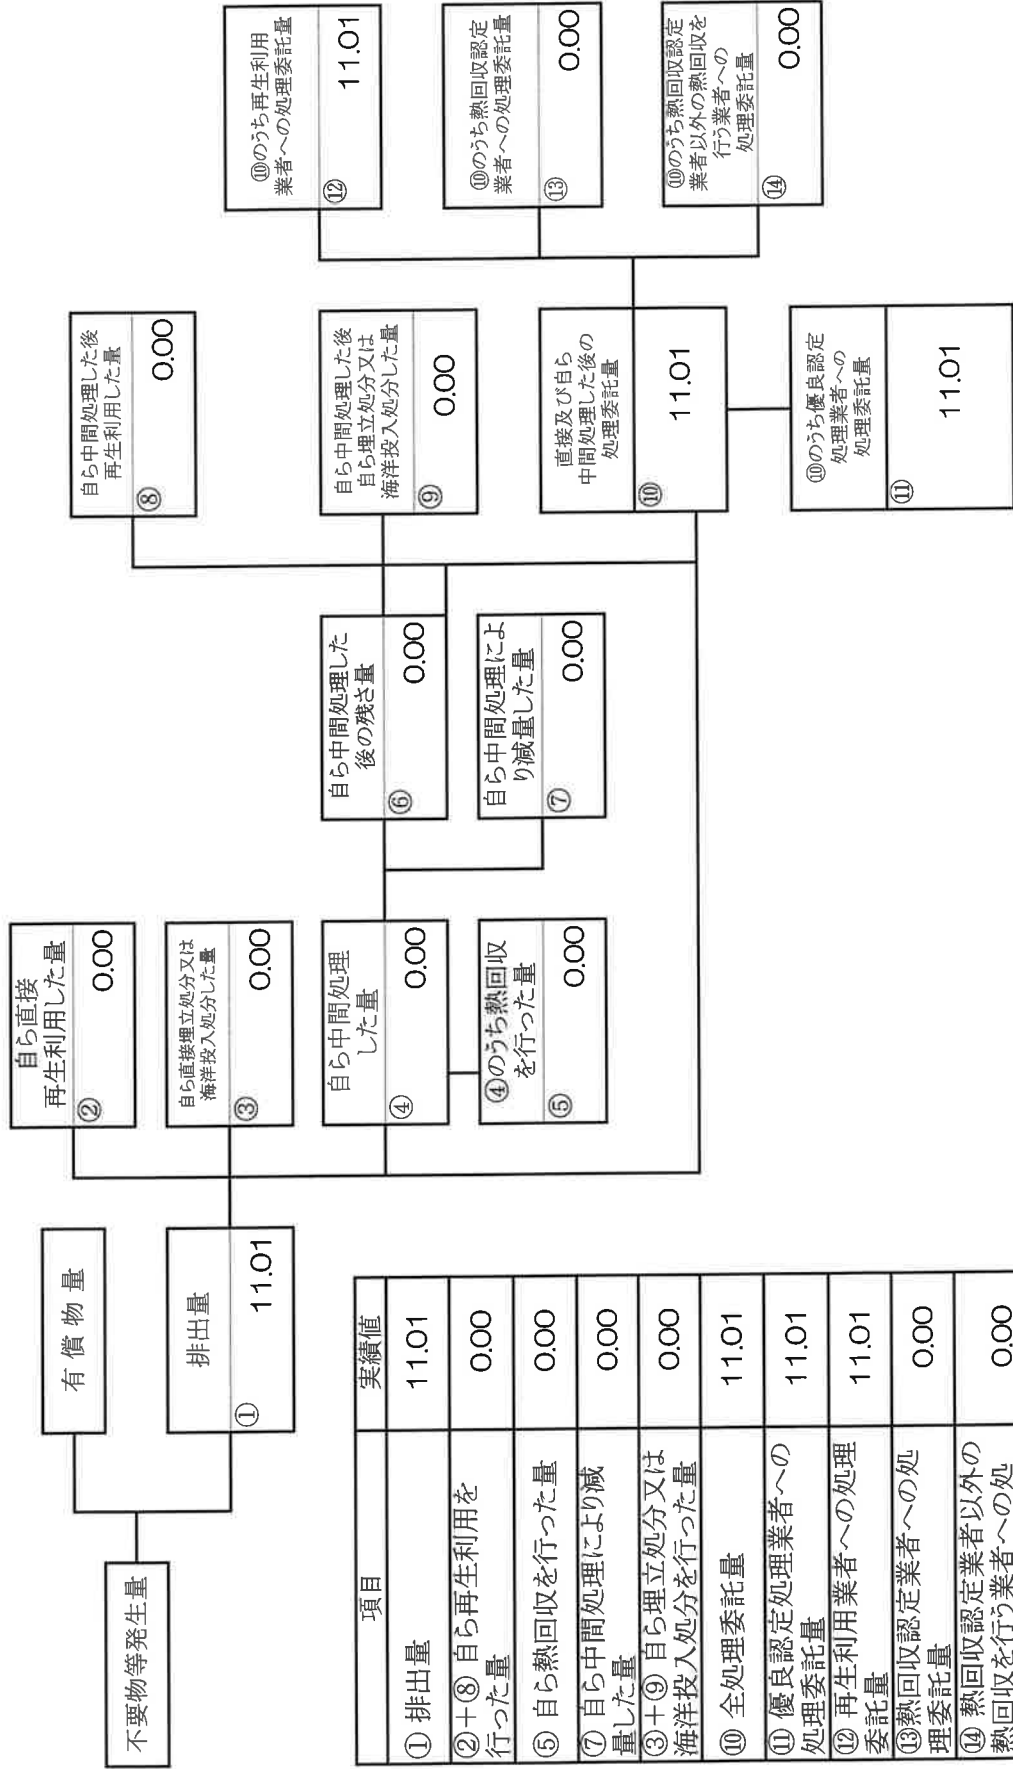 不要物等発生量
有償物量
排出量
①
11.01
自ら直接
再生利用した量
②
0.00
自ら直接埋立処分又は
海洋投入処分した量
③
0.00
自ら中間処理
した量
④
0.00
④のうち熱回収
を行った量
⑤
0.00
自ら中間処理した
後の残さ量
⑥
0.00
自ら中間処理によ
り減量した量
⑦
0.00
自ら中間処理した後
再生利用した量
⑧
0.00
自ら中間処理した後
自ら埋立処分又は
海洋投入処分した量
⑨
0.00
直接及び自ら
中間処理した後の
処理委託量
⑩
11.01
⑩のうち優良認定
処理業者への
処理委託量
⑪
11.01
⑩のうち再生利用
業者への処理委託量
⑫
11.01
⑩のうち熱回収認定
業者への処理委託量
⑬
0.00
⑩のうち熱回収認定
業者以外の熱回収を
行う業者への
処理委託量
⑭
0.00
項目 実績値
①排出量 11.01
②+⑧ 自ら再生利用を
行った量 0.00
⑤ 自ら熱回収を行った量 0.00
⑦ 自ら中間処理により減
量した量 0.00
③+⑨ 自ら埋立処分又は
海洋投入処分を行った量 0.00
⑩ 全処理委託量 11.01
⑪ 優良認定処理業者への
処理委託量 11.01
⑫ 再生利用業者への処理
委託量 11.01
⑬熱回収認定業者への処
理委託量 0.00
⑭ 熱回収認定業者以外の
熱回収を行う業者への処 0.00